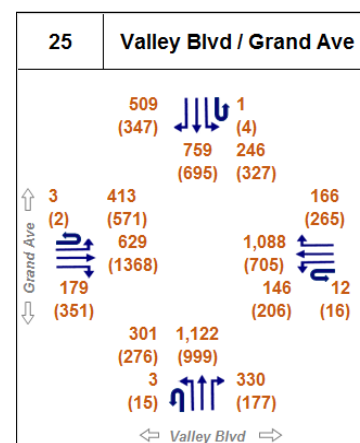 25 Valley Blvd / Grand Ave
509 1
(347) (4)
759 246
(695) (327)
3 413 166
(2) (571) (265)
629 1,088
(1368) (705)
179 146 12
(351) (206) (16)
301 1,122
(276) (999)
3 330
(15) (177)
Grand Ave
Valley Blvd